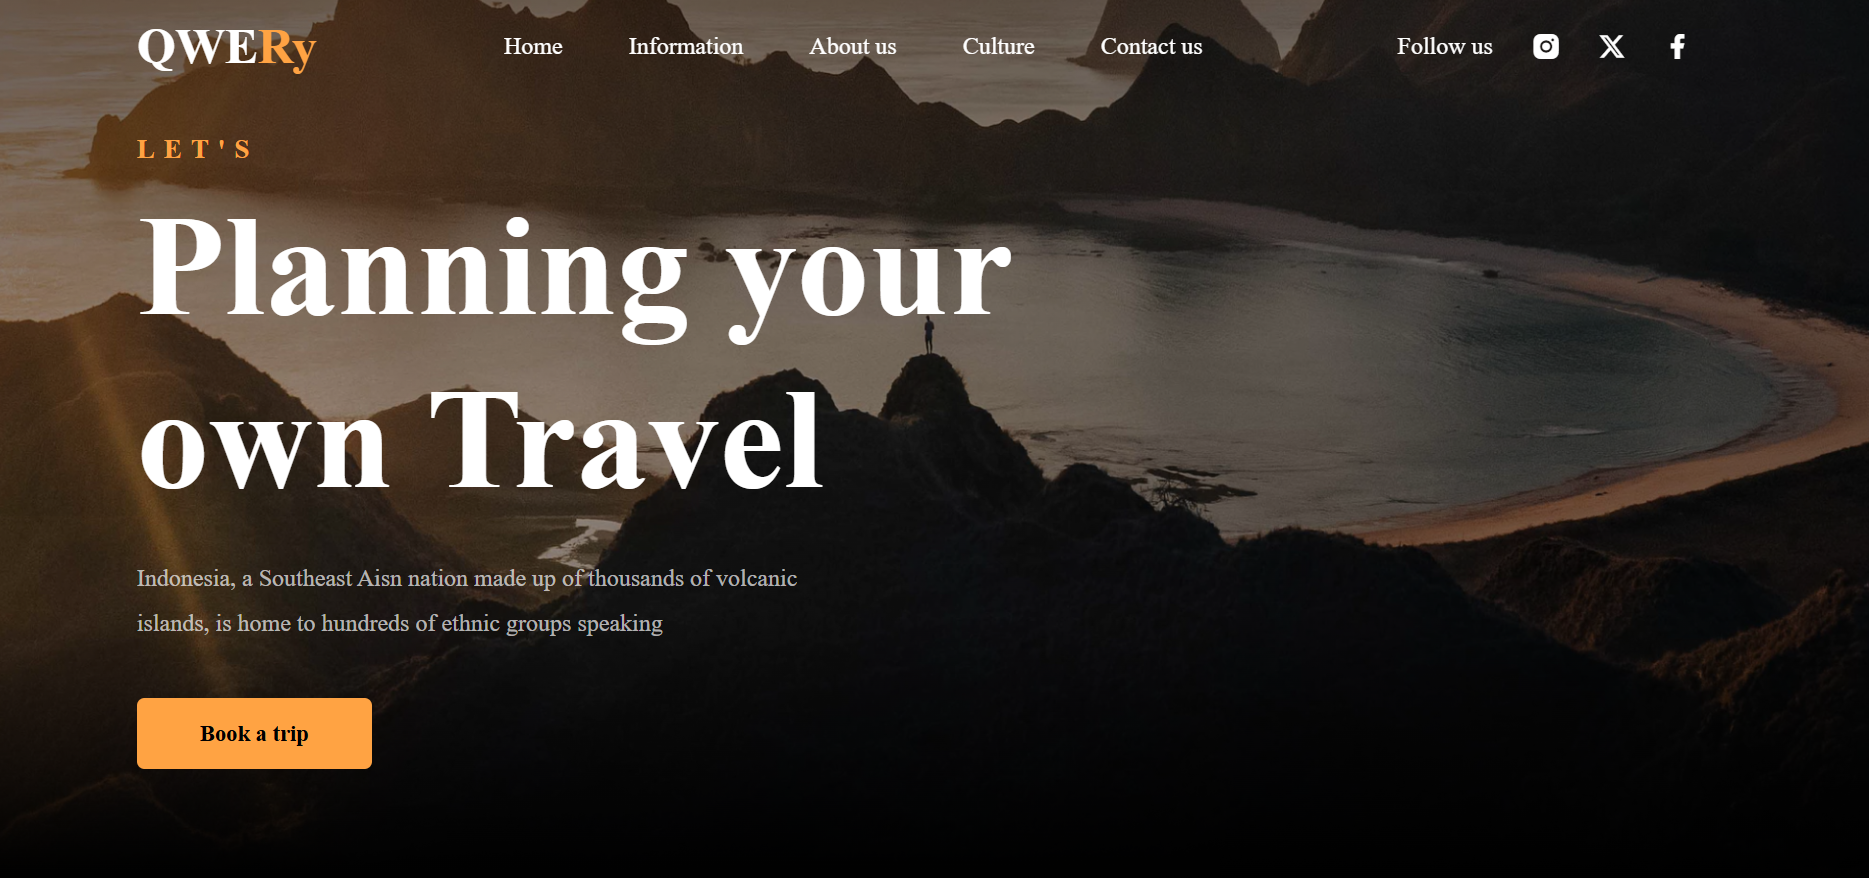 QWERy
Home Information About us Culture Contact us Follow us
LET'S
Planning your
own Travel
Indonesia, a Southeast Aisn nation made up of thousands of volcanic
islands, is home to hundreds of ethnic groups speaking
Book a trip